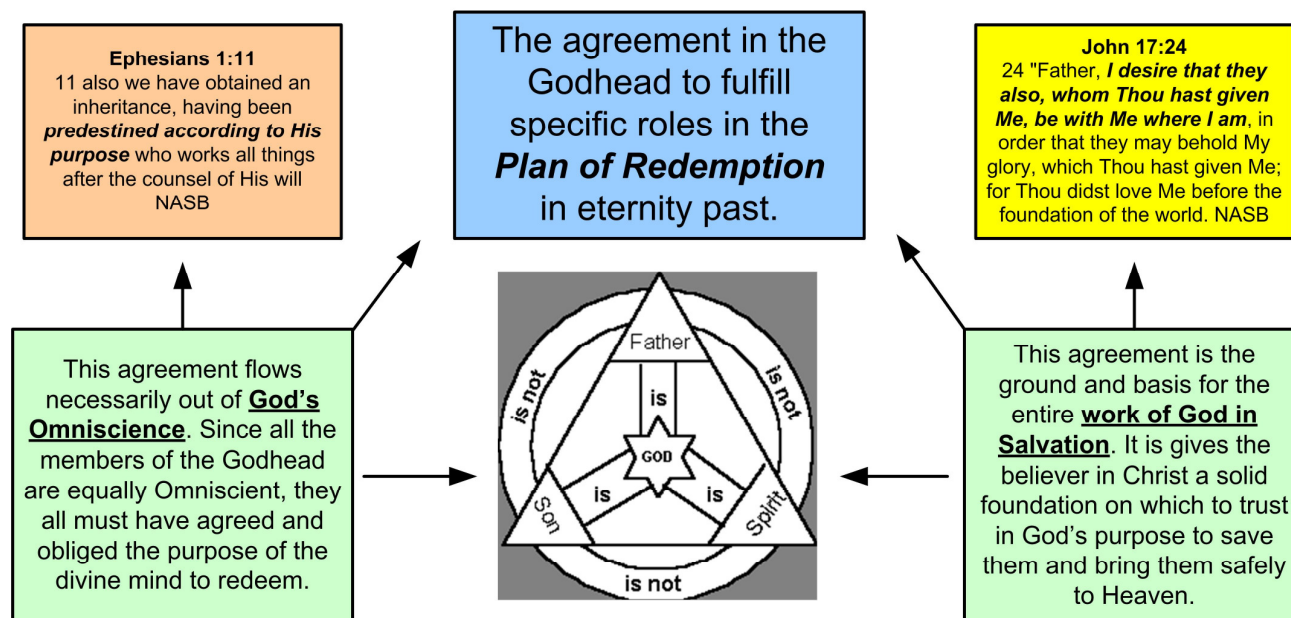 Ephesians 1:11
11 also we have obtained an
inheritance, having been
predestined according to His
purpose who works all things
after the counsel of His will
NASB
The agreement in the
Godhead to fulfill
specific roles in the
Plan of Redemption
in eternity past.
John 17:24
24 "Father, I desire that they
also, whom Thou hast given
Me, be with Me where I am, in
order that they may behold My
glory, which Thou hast given Me;
for Thou didst love Me before the
foundation of the world. NASB
This agreement flows
necessarily out of God's
Omniscience. Since all the
members of the Godhead
are equally Omniscient, they
all must have agreed and
obliged the purpose of the
divine mind to redeem.
Father
is not
is not
is
GOD
is
is
Son
Spirit
is not
This agreement is the
ground and basis for the
entire work of God in
Salvation. It is gives the
believer in Christ a solid
foundation on which to trust
in God's purpose to save
them and bring them safely
to Heaven.